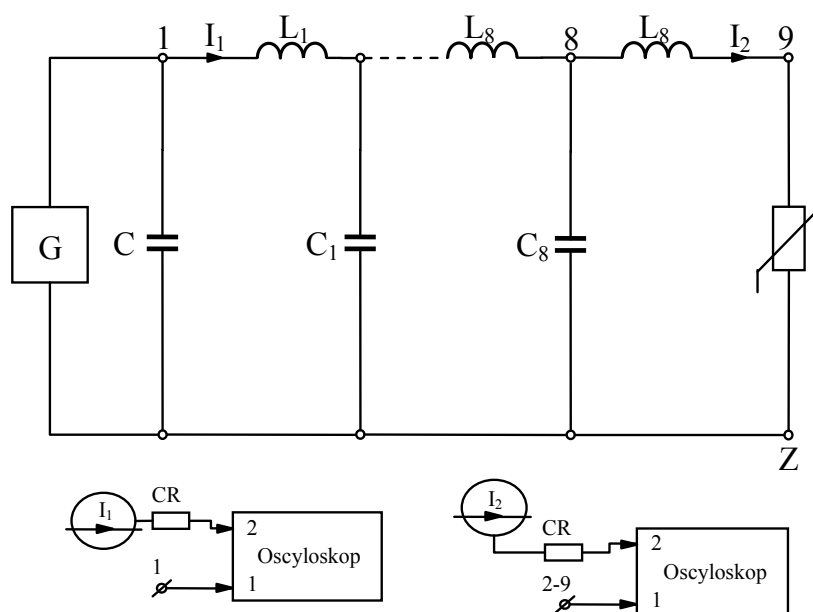 1 I₁ L₁ L₈ 8 L₈ I₂ 9
G C C₁ C₈
Z
I₁ CR 2 Oscyloskop 1 1
I₂ CR 2 Oscyloskop 2-9 1